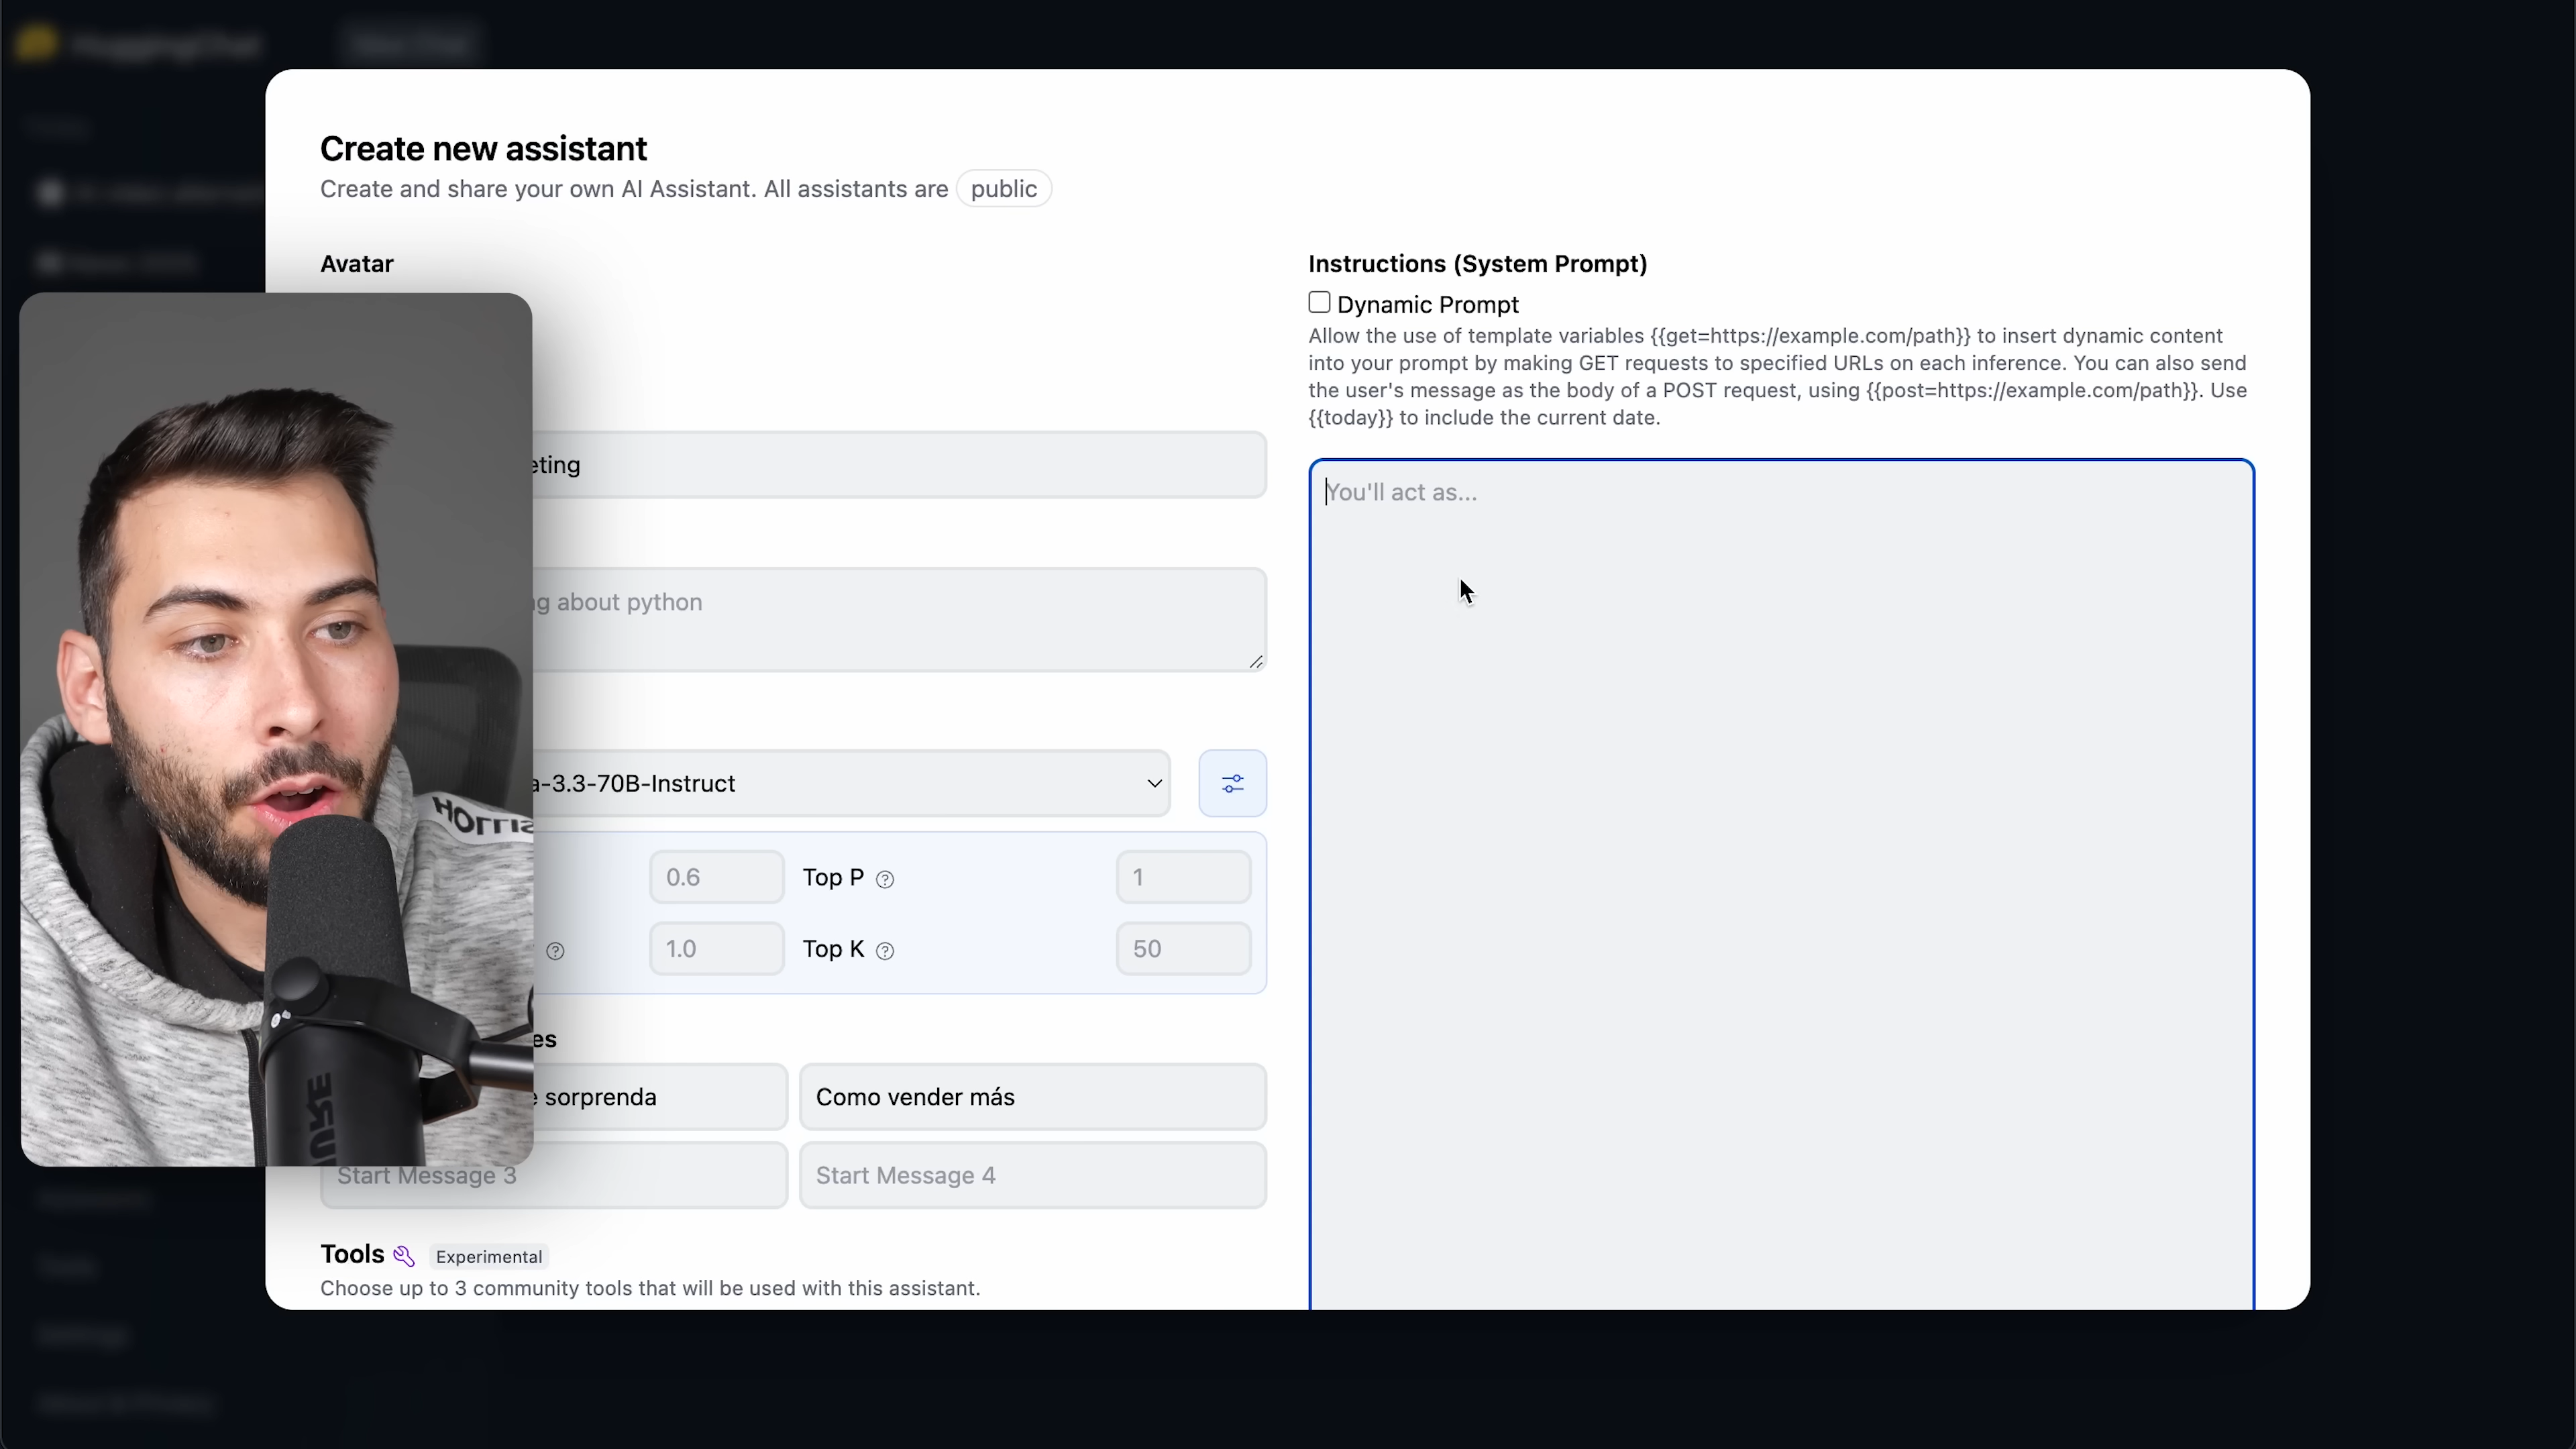 HuggingChat
New Chat
Create new assistant
Create and share your own AI Assistant. All assistants are public
Avatar
eting
ng about python
a-3.3-70B-Instruct
0.6
Top P
1
1.0
Top K
50
es
e sorprenda
Como vender más
Start Message 3
Start Message 4
Tools Experimental
Choose up to 3 community tools that will be used with this assistant.
Instructions (System Prompt)
Dynamic Prompt
Allow the use of template variables {{get=https://example.com/path}} to insert dynamic content
into your prompt by making GET requests to specified URLs on each inference. You can also send
the user's message as the body of a POST request, using {{post=https://example.com/path}}. Use
{{today}} to include the current date.
You'll act as...
Tools
Settings